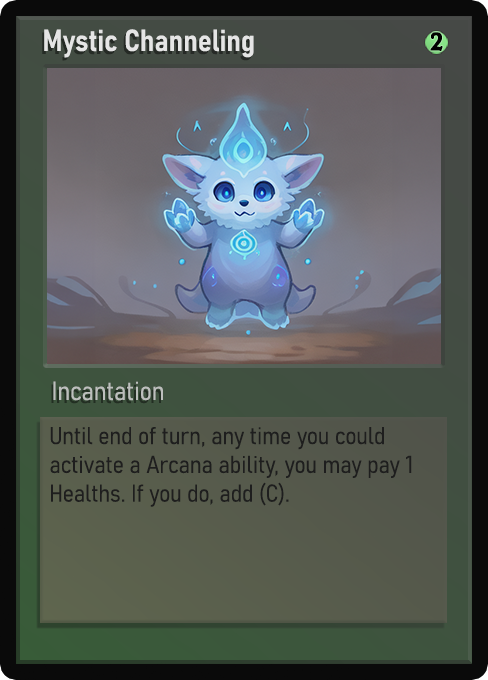 Mystic Channeling
2
Incantation
Until end of turn, any time you could
activate a Arcana ability, you may pay 1
Healths. If you do, add (C).